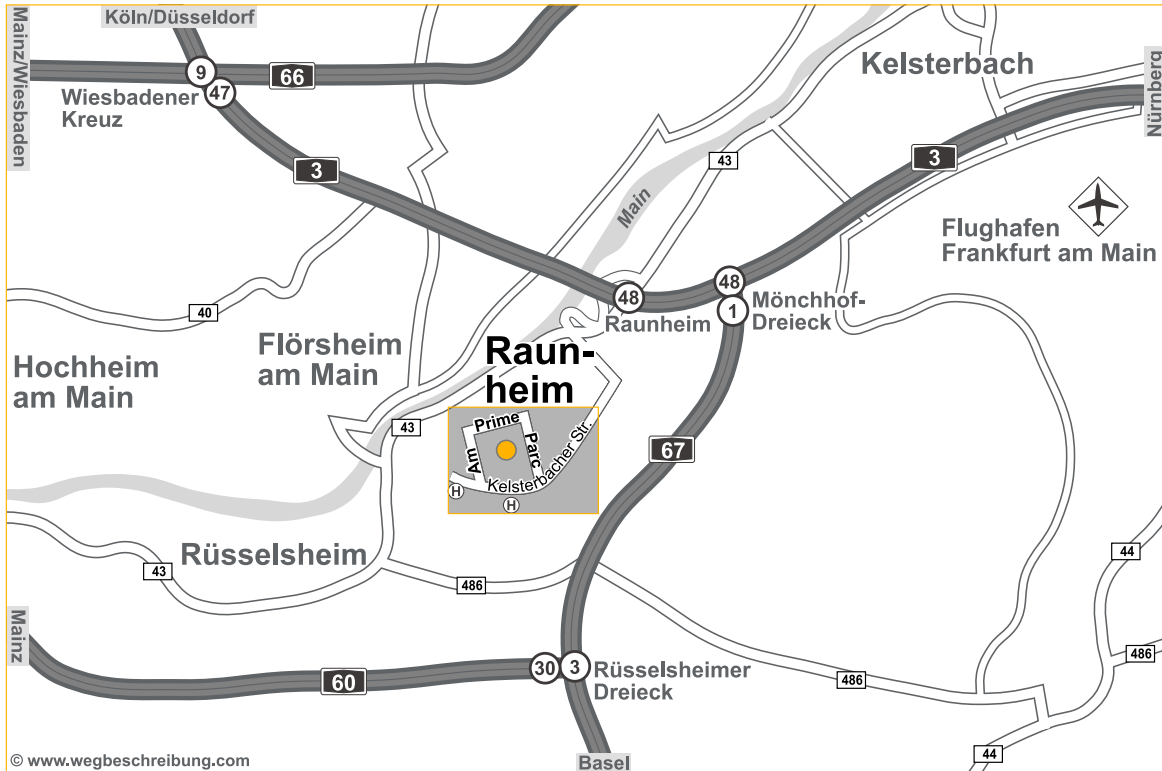 Köln/Düsseldorf
Mainz/Wiesbaden
9
66
47
Wiesbadener
Kreuz
Kelsterbach
Nürnberg
3
43
3
Main
Flughafen
Frankfurt am Main
40
48
Raunheim
48
1
Mönchhof-
Dreieck
Hochheim
am Main
Flörsheim
am Main
Raun-
heim
43
Am
Prime
Parc
Kelsterbacher Str.
H
H
67
Rüsselsheim
43
486
44
Mainz
60
30
3
Rüsselsheimer
Dreieck
486
486
44
Basel
© www.wegbeschreibung.com